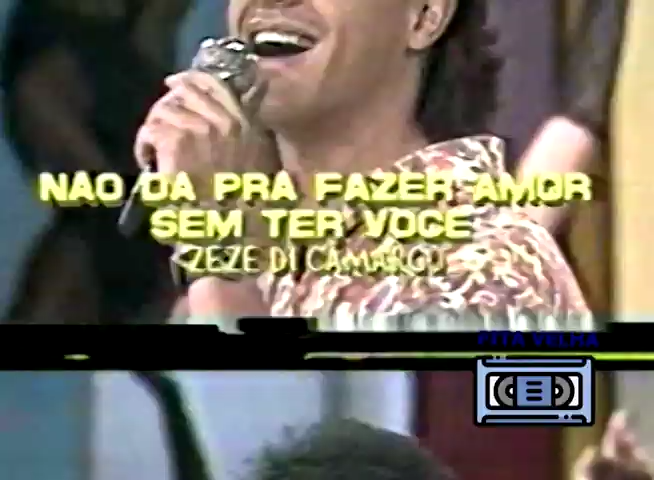 NAO DA PRA FAZER AMOR
SEM TER VOCE
ZEZE DI CAMARGO
FITA VELHA